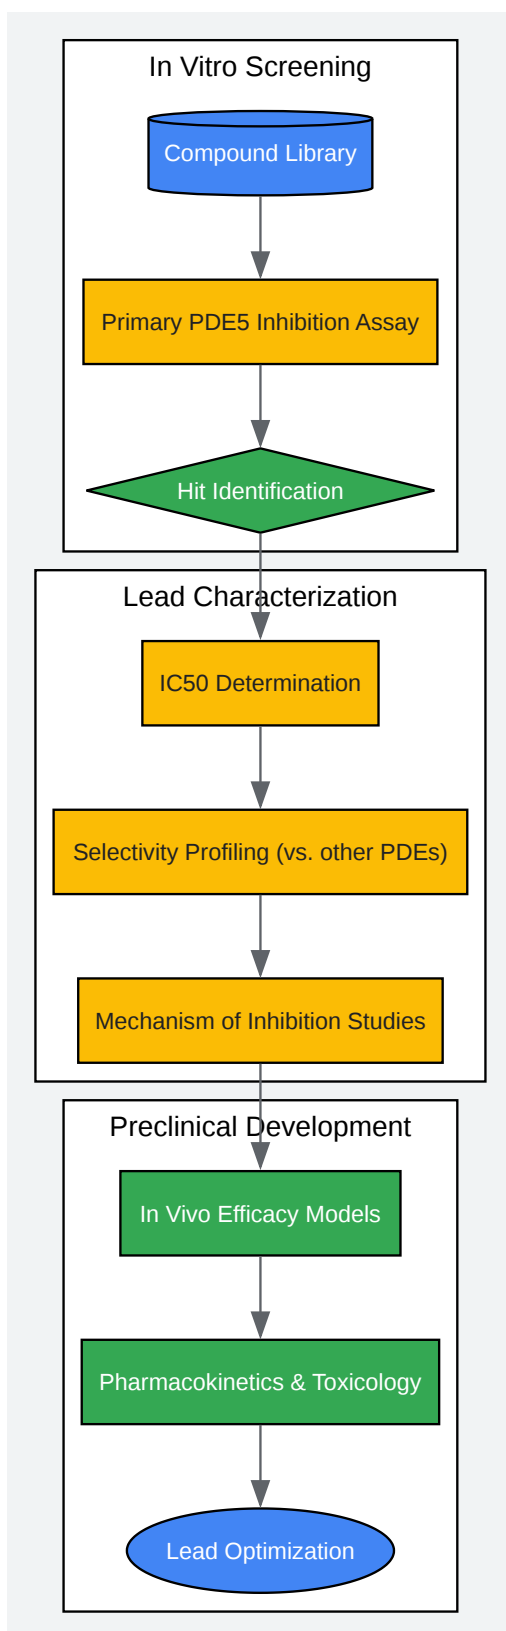 In Vitro Screening
Compound Library
Primary PDE5 Inhibition Assay
Hit Identification
Lead Characterization
IC50 Determination
Selectivity Profiling (vs. other PDEs)
Mechanism of Inhibition Studies
Preclinical Development
In Vivo Efficacy Models
Pharmacokinetics & Toxicology
Lead Optimization